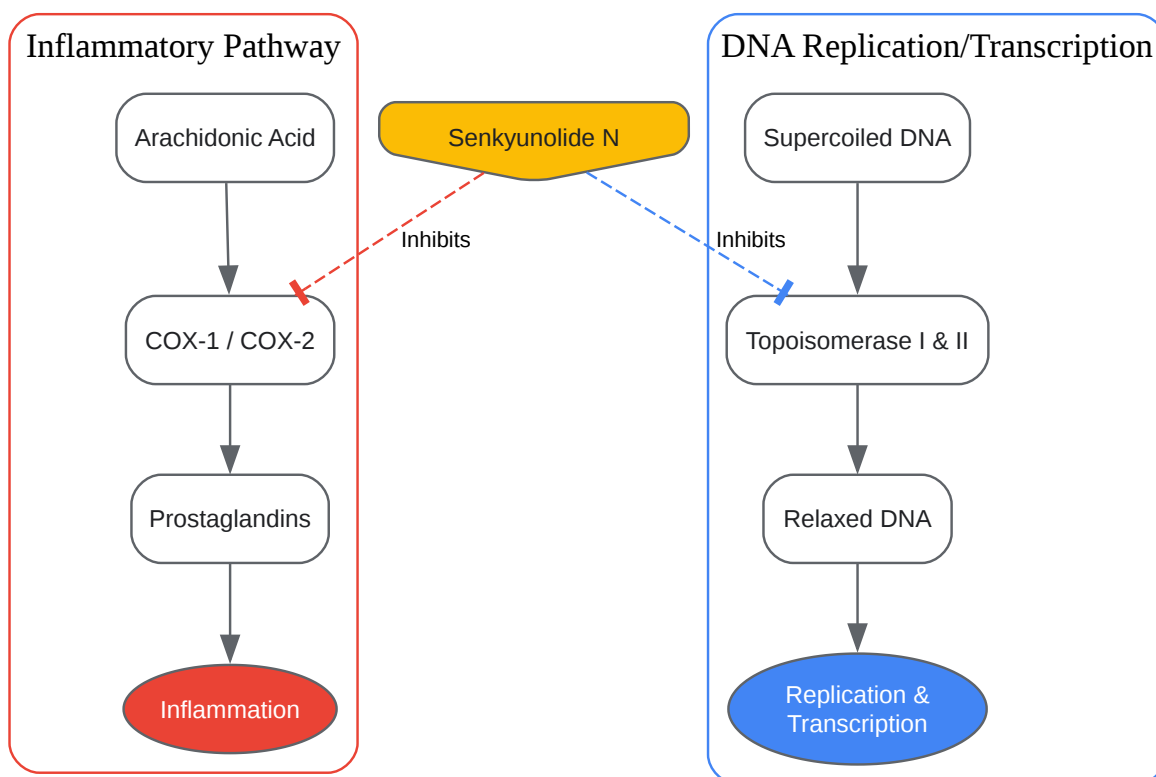 Inflammatory Pathway
Arachidonic Acid
Inhibits
COX-1 / COX-2
Prostaglandins
Inflammation
Senkyunolide N
DNA Replication/Transcription
Supercoiled DNA
Inhibits
Topoisomerase I & II
Relaxed DNA
Replication &
Transcription